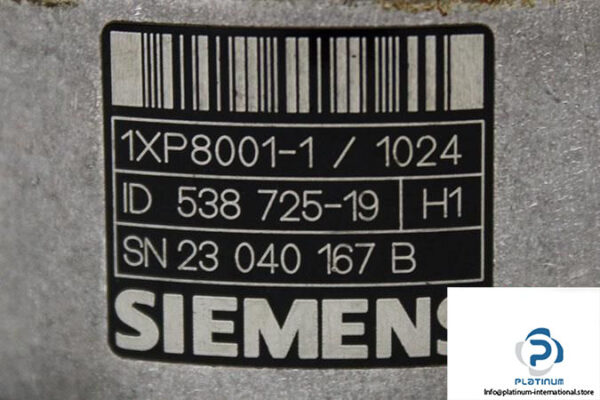 1XP8001-1 / 1024
ID 538 725-19 H1
SN 23 040 167 B
SIEMENS
PLATINUM
Info@platinum-international.store